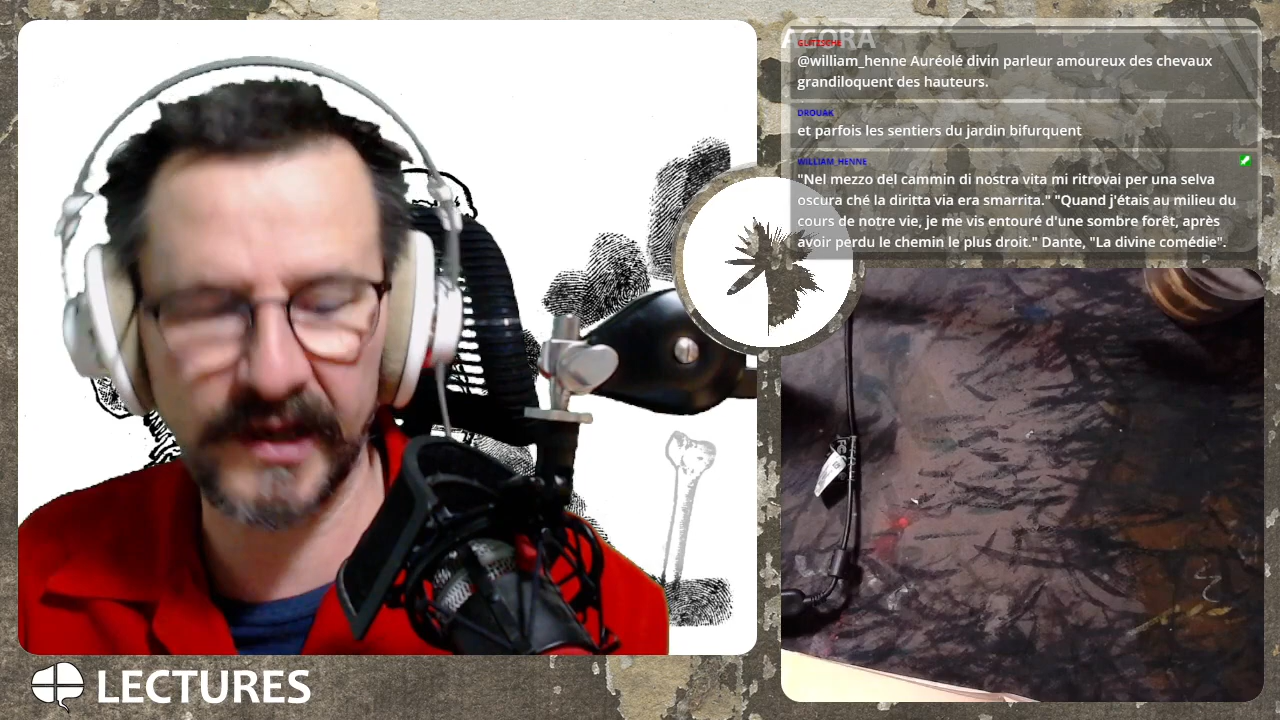 AGORA
GLITZSCHE
@william_henne Auréolé divin parleur amoureux des chevaux
grandiloquent des hauteurs.
DROUAK
et parfois les sentiers du jardin bifurquent
WILLIAM_HENNE
"Nel mezzo del cammin di nostra vita mi ritrovai per una selva
oscura ché la diritta via era smarrita." "Quand j'étais au milieu du
cours de notre vie, je me vis entouré d'une sombre forêt, après
avoir perdu le chemin le plus droit." Dante, "La divine comédie".
LECTURES